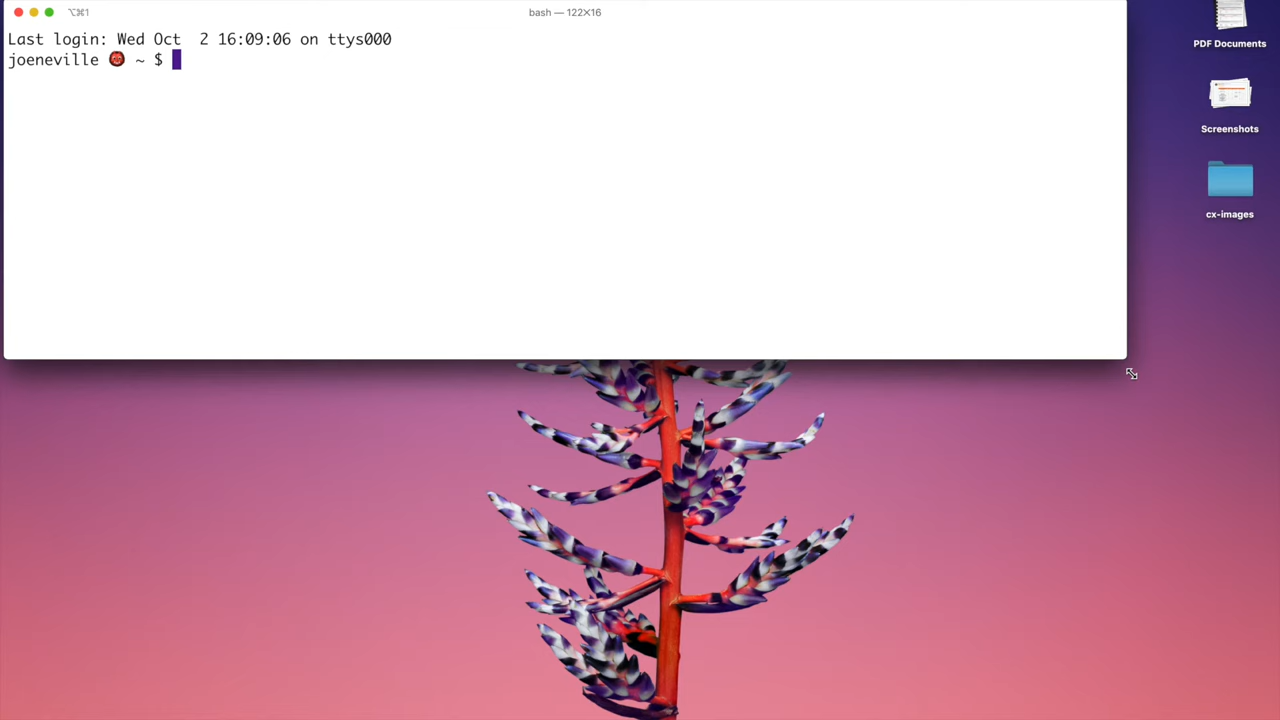 ⌥⌘1
bash — 122×16
Last login: Wed Oct  2 16:09:06 on ttys000
joeneville 👹 ~ $
PDF Documents
Screenshots
cx-images